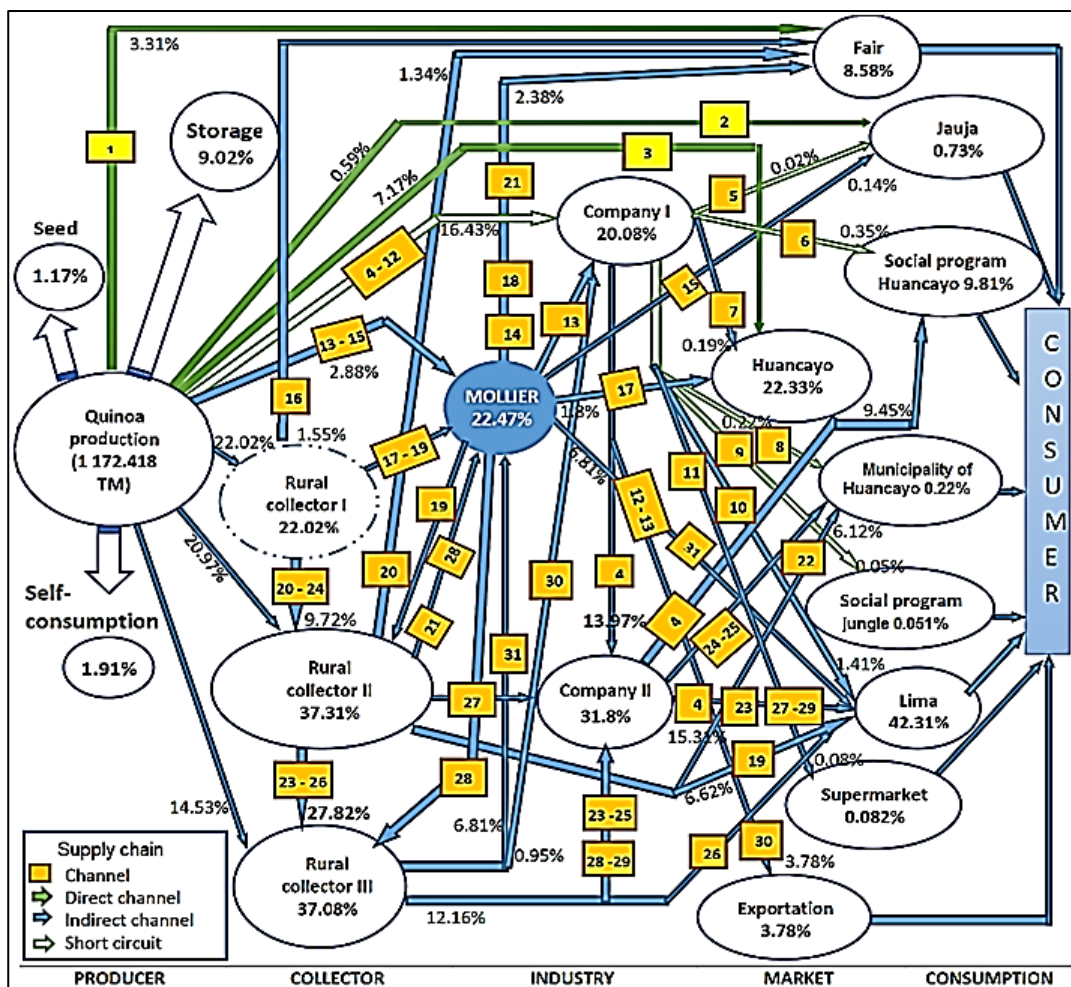 3.31%
Fair
8.58%
1.34%
2.38%
Storage
9.02%
1
2
Jauja
0.73%
3
0.59%
7.17%
0.02%
0.14%
21
5
Company I
20.08%
16.43%
4 - 12
6
0.35%
Social program
Huancayo 9.81%
Seed
1.17%
18
15
7
13
14
0.19%
13 - 15
2.88%
Huancayo
22.33%
MOLLIER
22.47%
17
1.8%
16
1.55%
Quinoa
production
(1 172.418
TM)
22.02%
Rural
collector I
22.02%
17 - 19
9.45%
9
8
6.81%
11
Municipality of
Huancayo 0.22%
12 - 13
10
19
28
20
30
31
22
6.12%
0.05%
20.97%
20 - 24
9.72%
4
Social program
jungle 0.051%
Self-
consumption
1.91%
21
31
13.97%
4
24 -25
1.41%
Rural
collector II
37.31%
27
Company II
31.8%
4
23
27 -29
Lima
42.31%
15.31%
19
0.08%
23 - 26
28
6.62%
Supermarket
0.082%
14.53%
27.82%
6.81%
0.95%
23 -25
26
30
3.78%
Rural
collector III
37.08%
28 -29
12.16%
Exportation
3.78%
CONSUMER
Supply chain
Channel
Direct channel
Indirect channel
Short circuit
PRODUCER COLLECTOR INDUSTRY MARKET CONSUMPTION